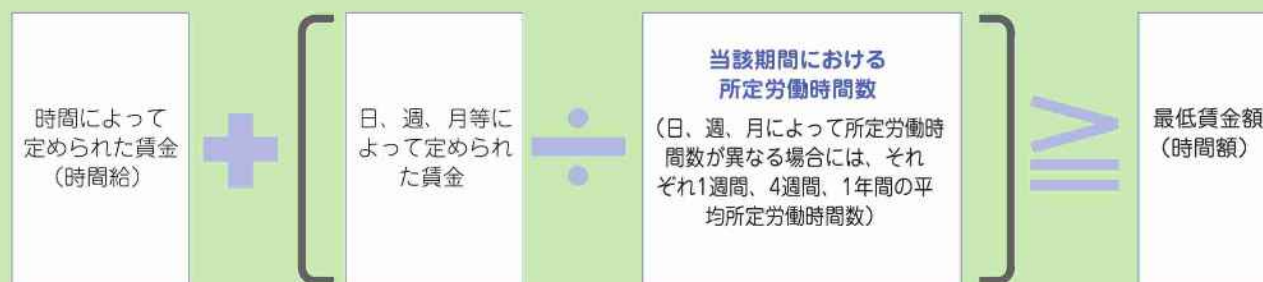 時間によって
定められた賃金
（時間給）
＋
日、週、月等に
よって定められ
た賃金
÷
当該期間における
所定労働時間数
（日、週、月によって所定労働時
間数が異なる場合には、それ
ぞれ1週間、4週間、1年間の平
均所定労働時間数）
≧
最低賃金額
（時間額）